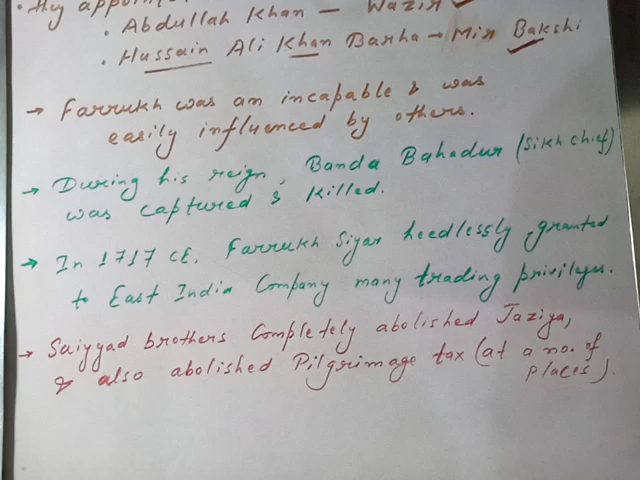 • Key appoint
• Abdullah Khan – Wazir
• Hussain Ali Khan Barha → Mir Bakshi
→ Farrukh was an incapable & was
easily influenced by others.
→ During his reign, Banda Bahadur (Sikh chief)
was captured & killed.
→ In 1717 CE, Farrukh Siyar heedlessly granted
to East India Company many trading privileges.
→ Saiyyad brothers Completely abolished Jaziya,
& also abolished Pilgrimage tax (at a no. of
places).